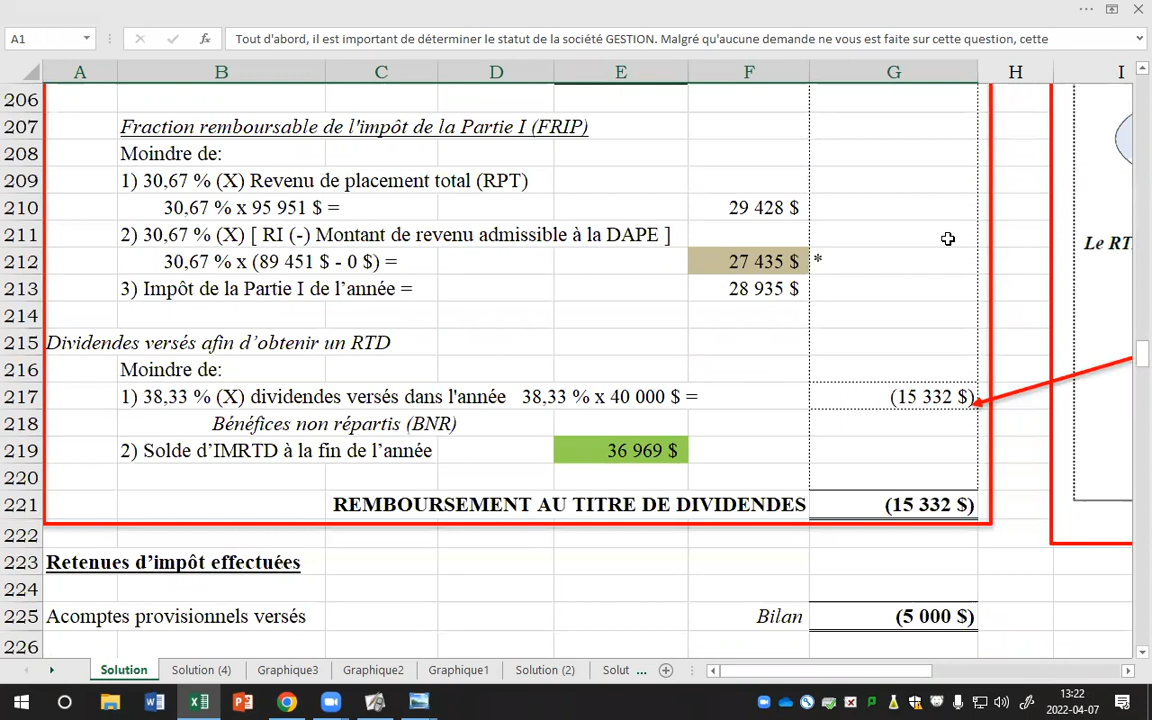 A1
Tout d'abord, il est important de déterminer le statut de la société GESTION. Malgré qu'aucune demande ne vous est faite sur cette question, cette
A B C D E F G H I
206
207 Fraction remboursable de l'impôt de la Partie I (FRIP)
208 Moindre de:
209 1) 30,67 % (X) Revenu de placement total (RPT)
210 30,67 % x 95 951 $ = 29 428 $
211 2) 30,67 % (X) [ RI (-) Montant de revenu admissible à la DAPE ] Le RT
212 30,67 % x (89 451 $ - 0 $) = 27 435 $ *
213 3) Impôt de la Partie I de l’année = 28 935 $
214
215 Dividendes versés afin d’obtenir un RTD
216 Moindre de:
217 1) 38,33 % (X) dividendes versés dans l'année 38,33 % x 40 000 $ = (15 332 $)
218 Bénéfices non répartis (BNR)
219 2) Solde d’IMRTD à la fin de l’année 36 969 $
220
221 REMBOURSEMENT AU TITRE DE DIVIDENDES (15 332 $)
222
223 Retenues d’impôt effectuées
224
225 Acomptes provisionnels versés Bilan (5 000 $)
226
Solution Solution (4) Graphique3 Graphique2 Graphique1 Solution (2) Solut ...
13:22
2022-04-07